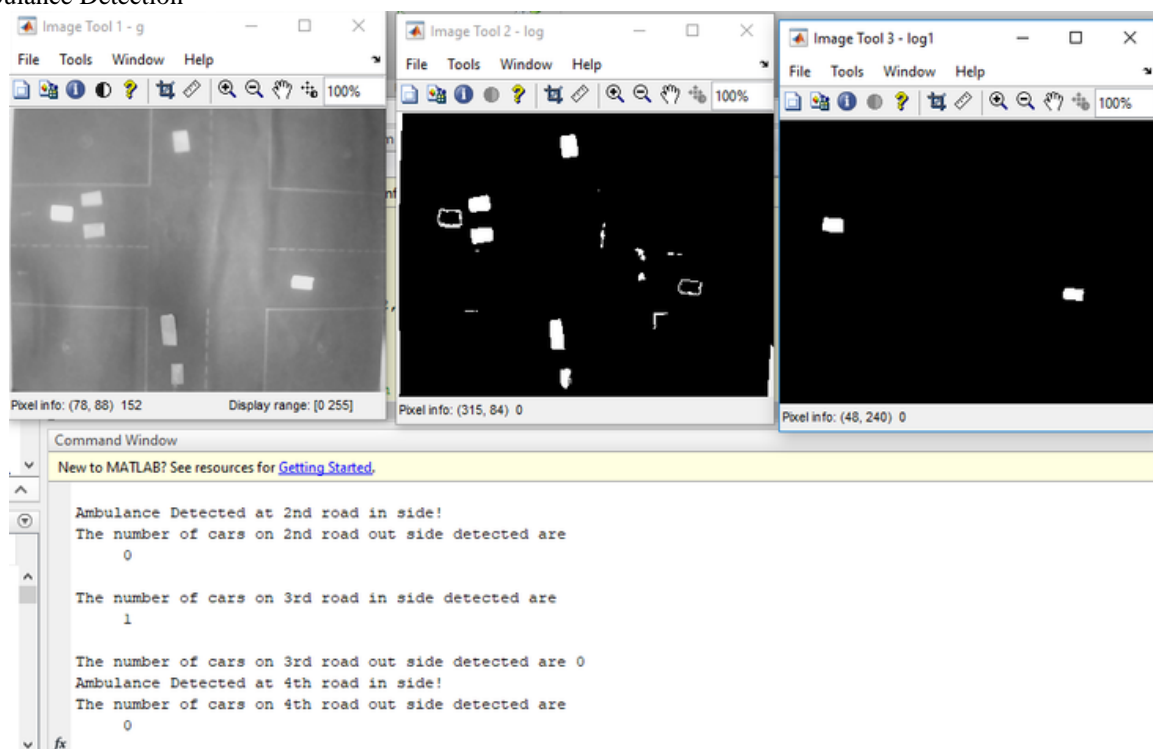 Image Tool 1 - g
File Tools Window Help
100%
Pixel info: (78, 88) 152
Display range: [0 255]
Image Tool 2 - log
File Tools Window Help
100%
Pixel info: (315, 84) 0
Image Tool 3 - log1
File Tools Window Help
100%
Pixel info: (48, 240) 0
Command Window
New to MATLAB? See resources for Getting Started.
Ambulance Detected at 2nd road in side!
The number of cars on 2nd road out side detected are
0
The number of cars on 3rd road in side detected are
1
The number of cars on 3rd road out side detected are 0
Ambulance Detected at 4th road in side!
The number of cars on 4th road out side detected are
0
fx